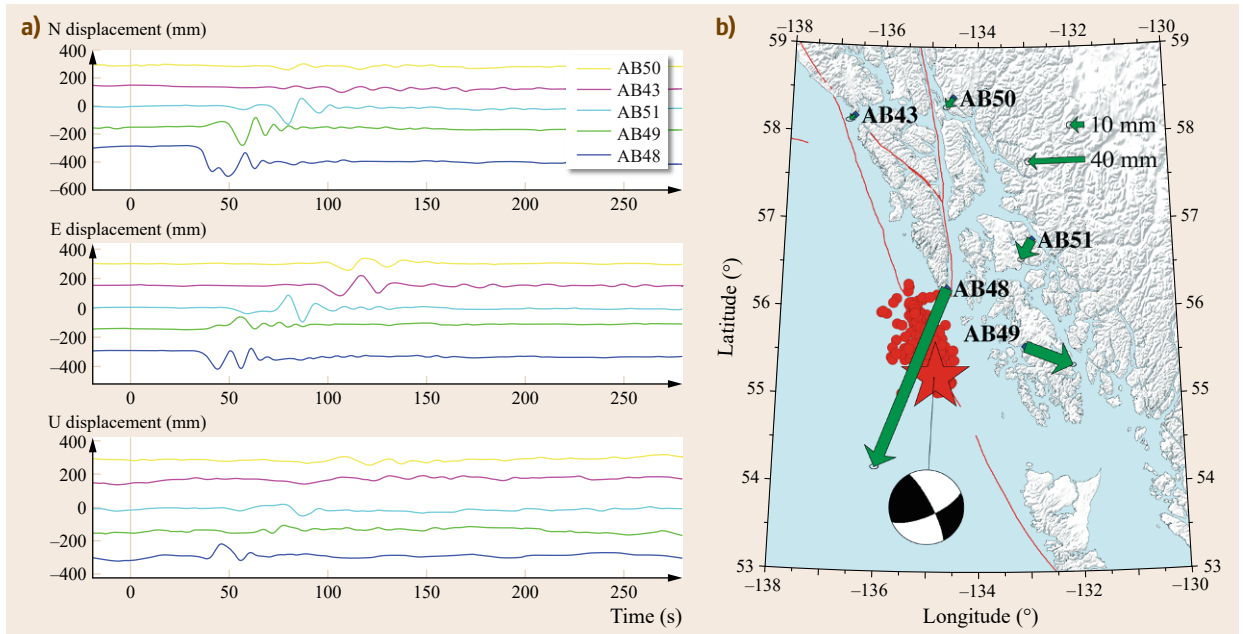 a)
N displacement (mm)
400
200
0
–200
–400
–600
0 50 100 150 200 250
AB50
AB43
AB51
AB49
AB48
E displacement (mm)
400
200
0
–200
–400
0 50 100 150 200 250
U displacement (mm)
400
200
0
–200
–400
0 50 100 150 200 250
Time (s)
b)
–138 –136 –134 –132 –130
59 59
58 58
57 57
56 56
55 55
54 54
53 53
–138 –136 –134 –132 –130
Latitude (°)
Longitude (°)
AB43
AB50
10 mm
40 mm
AB51
AB48
AB49